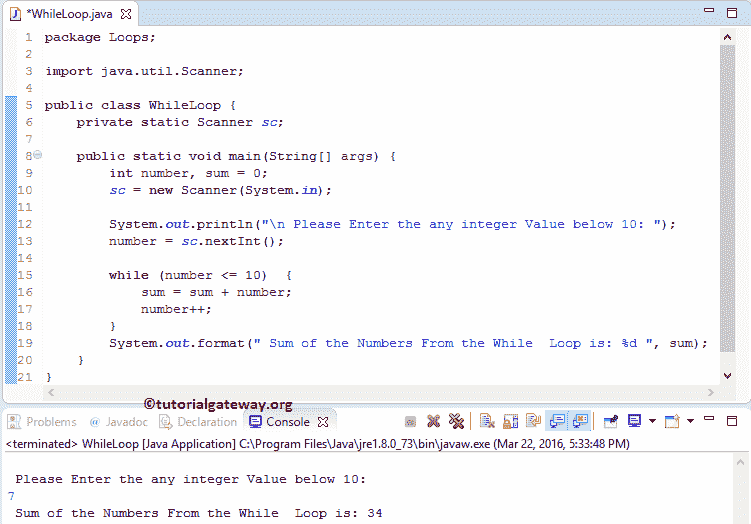 *WhileLoop.java
1 package Loops;
2
3 import java.util.Scanner;
4
5 public class WhileLoop {
6     private static Scanner sc;
7
8     public static void main(String[] args) {
9         int number, sum = 0;
10         sc = new Scanner(System.in);
11
12         System.out.println("\n Please Enter the any integer Value below 10: ");
13         number = sc.nextInt();
14
15         while (number <= 10)  {
16             sum = sum + number;
17             number++;
18         }
19         System.out.format(" Sum of the Numbers From the While  Loop is: %d ", sum);
20     }
21 }
©tutorialgateway.org
Problems @ Javadoc Declaration Console
<terminated> WhileLoop [Java Application] C:\Program Files\Java\jre1.8.0_73\bin\javaw.exe (Mar 22, 2016, 5:33:48 PM)
Please Enter the any integer Value below 10:
7
Sum of the Numbers From the While  Loop is: 34